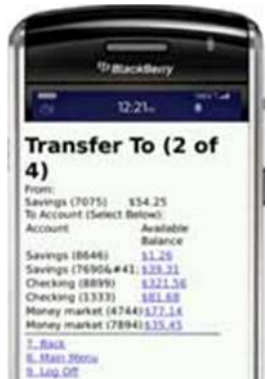 BlackBerry
12:21
Transfer To (2 of
4)
From:
Savings (7075) $54.25
To Account (Select Below):
Account Available
Balance
Savings (8646) $1.26
Savings (7690&#41; $39.31
Checking (8899) $321.56
Checking (1333) $81.68
Money market (4744) $77.14
Money market (7894) $35.45
7. Back
8. Main Menu
9. Log Off